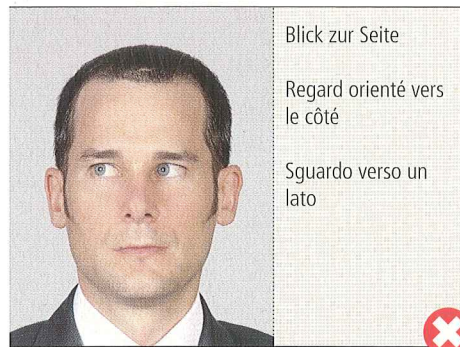 Blick zur Seite
Regard orienté vers
le côté
Sguardo verso un
lato